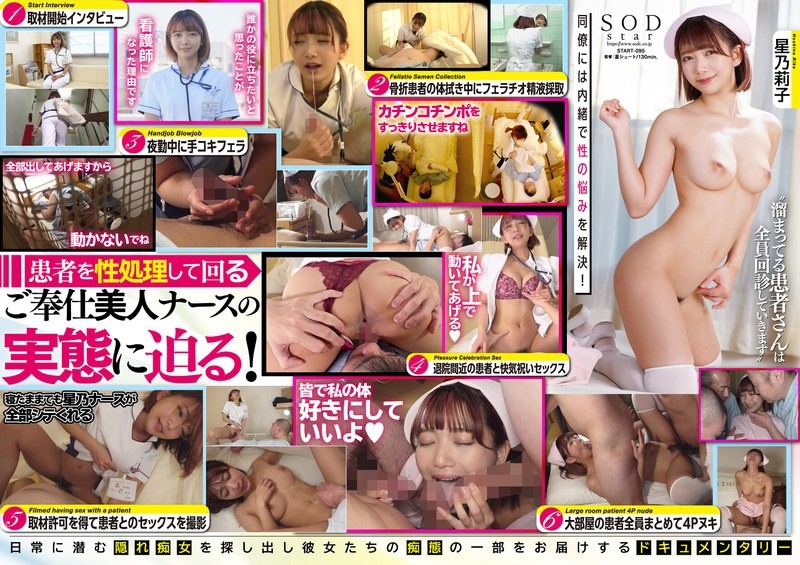 1
Start Interview
取材開始インタビュー
誰かの役に立ちたいと
思ったことが
看護師に
なった理由です
2
Fellatio Semen Collection
骨折患者の体拭き中にフェラチオ精液採取
カチンコチンポを
すっきりさせますね
3
Handjob Blowjob
夜勤中に手コキフェラ
全部出してあげますから
動かないでね
患者を性処理して回る
ご奉仕美人ナースの
実態に迫る!
私が上で
動いてあげる♥
4
Pleasure Celebration Sex
退院間近の患者と快気祝いセックス
寝たままでも星乃ナースが
全部シテくれる
5
Filmed having sex with a patient
取材許可を得て患者とのセックスを撮影
皆で私の体
好きにして
いいよ♥
6
Large room patient 4P nude
大部屋の患者全員まとめて4Pヌキ
同僚には内緒で性の悩みを解決!
SOD
star
https://www.sodc.co.jp
START-095
監督/星シュート/130min.
星乃莉子
"溜まってる患者さんは
全員回診していきます"
日常に潜む隠れ痴女を探し出し彼女たちの痴態の一部をお届けするドキュメンタリー